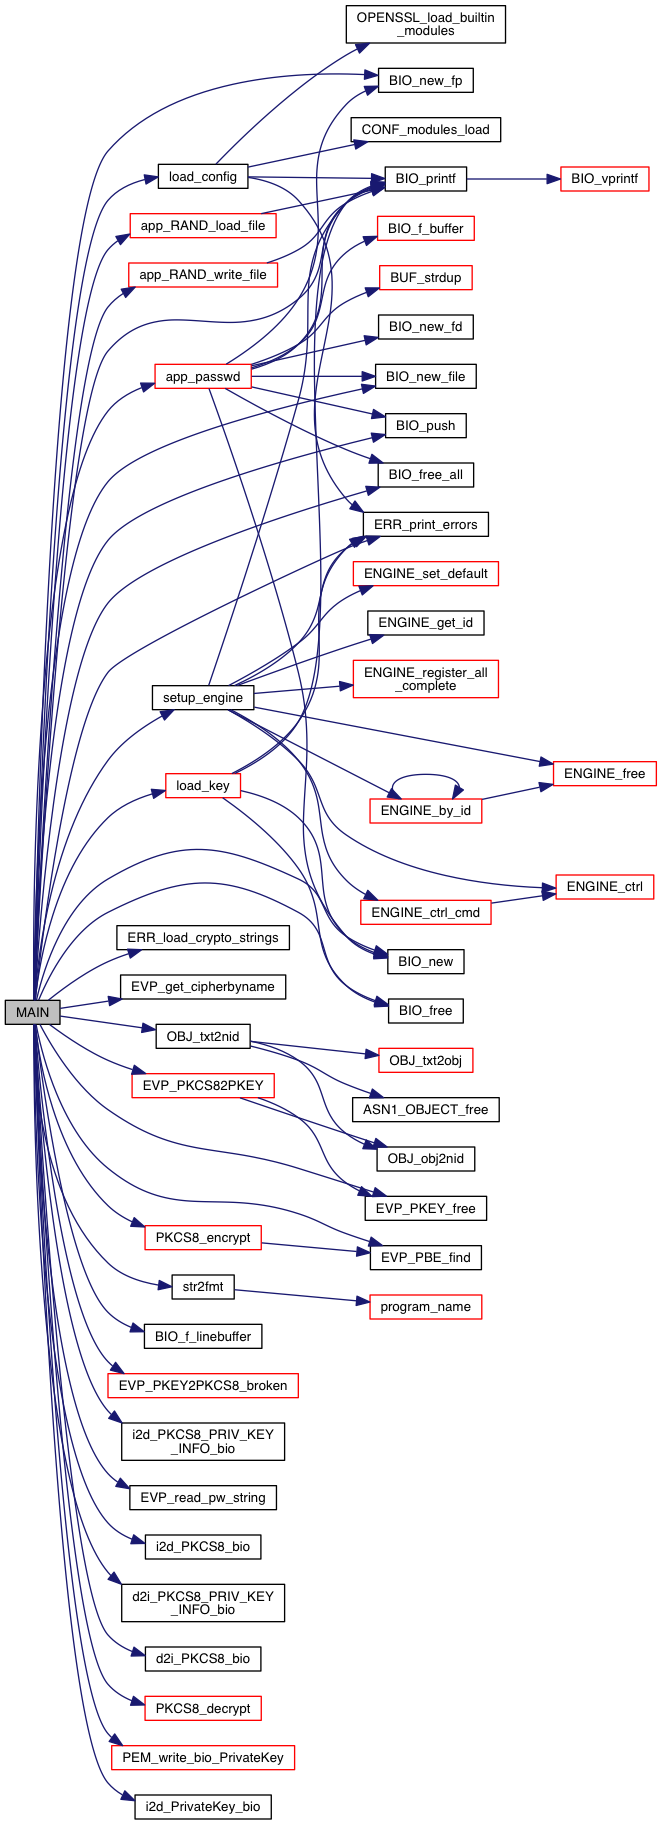 OPENSSL_load_builtin
_modules
BIO_new_fp
CONF_modules_load
load_config
BIO_printf
BIO_vprintf
app_RAND_load_file
BIO_f_buffer
app_RAND_write_file
BUF_strdup
BIO_new_fd
app_passwd
BIO_new_file
BIO_push
BIO_free_all
ERR_print_errors
ENGINE_set_default
ENGINE_get_id
ENGINE_register_all
_complete
setup_engine
ENGINE_free
load_key
ENGINE_by_id
ENGINE_ctrl
ENGINE_ctrl_cmd
ERR_load_crypto_strings
BIO_new
EVP_get_cipherbyname
MAIN
BIO_free
OBJ_txt2nid
OBJ_txt2obj
EVP_PKCS82PKEY
ASN1_OBJECT_free
OBJ_obj2nid
EVP_PKEY_free
PKCS8_encrypt
EVP_PBE_find
str2fmt
program_name
BIO_f_linebuffer
EVP_PKEY2PKCS8_broken
i2d_PKCS8_PRIV_KEY
_INFO_bio
EVP_read_pw_string
i2d_PKCS8_bio
d2i_PKCS8_PRIV_KEY
_INFO_bio
d2i_PKCS8_bio
PKCS8_decrypt
PEM_write_bio_PrivateKey
i2d_PrivateKey_bio